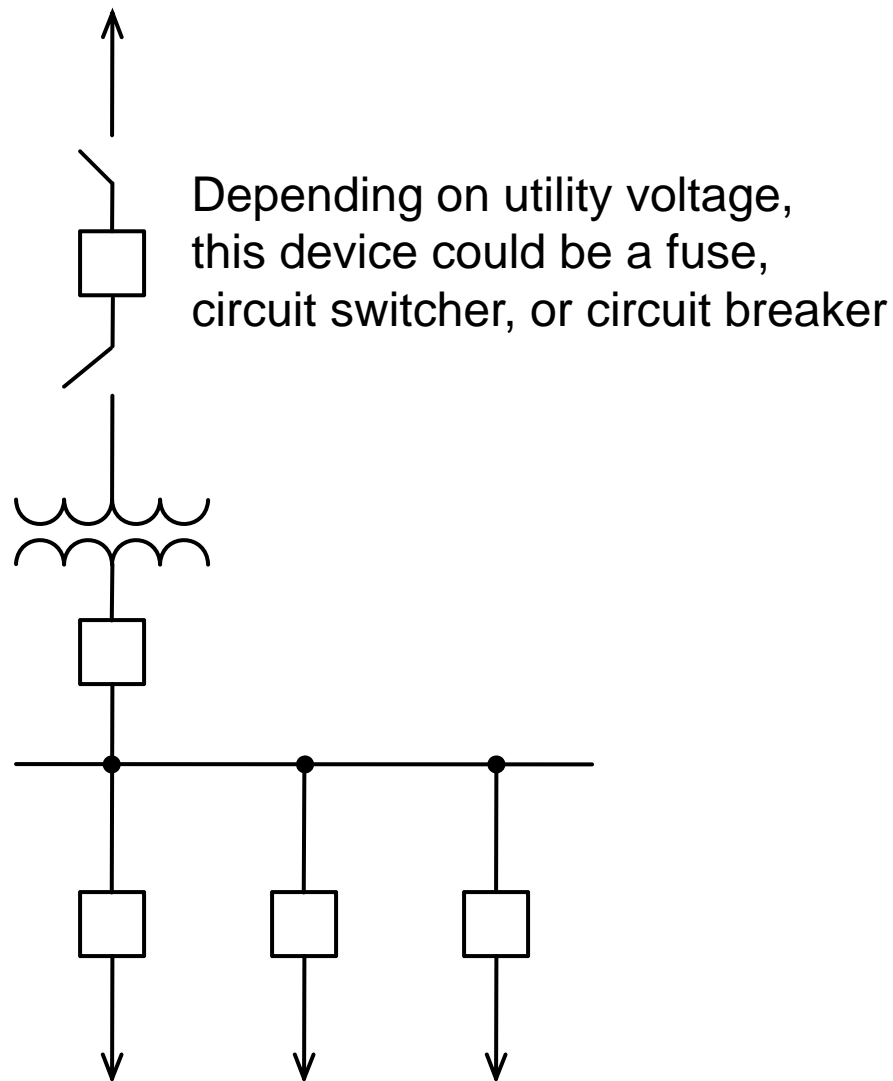 Depending on utility voltage,
this device could be a fuse,
circuit switcher, or circuit breaker